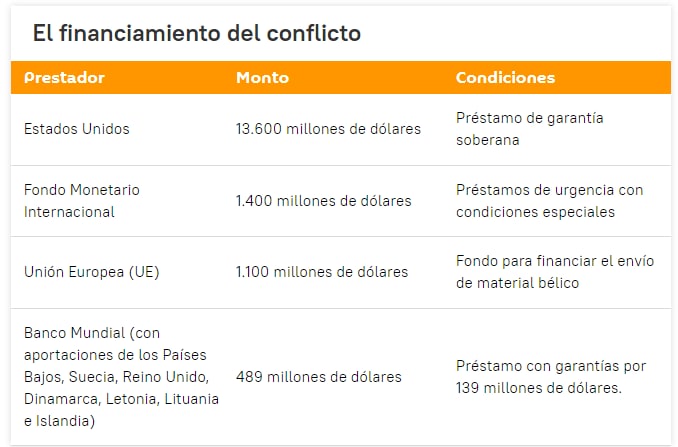 El financiamiento del conflicto
Prestador Monto Condiciones
Estados Unidos 13.600 millones de dólares Préstamo de garantía
soberana
Fondo Monetario
Internacional 1.400 millones de dólares Préstamos de urgencia con
condiciones especiales
Unión Europea (UE) 1.100 millones de dólares Fondo para financiar el envío
de material bélico
Banco Mundial (con
aportaciones de los Países
Bajos, Suecia, Reino Unido,
Dinamarca, Letonia, Lituania
e Islandia) 489 millones de dólares Préstamo con garantías por
139 millones de dólares.